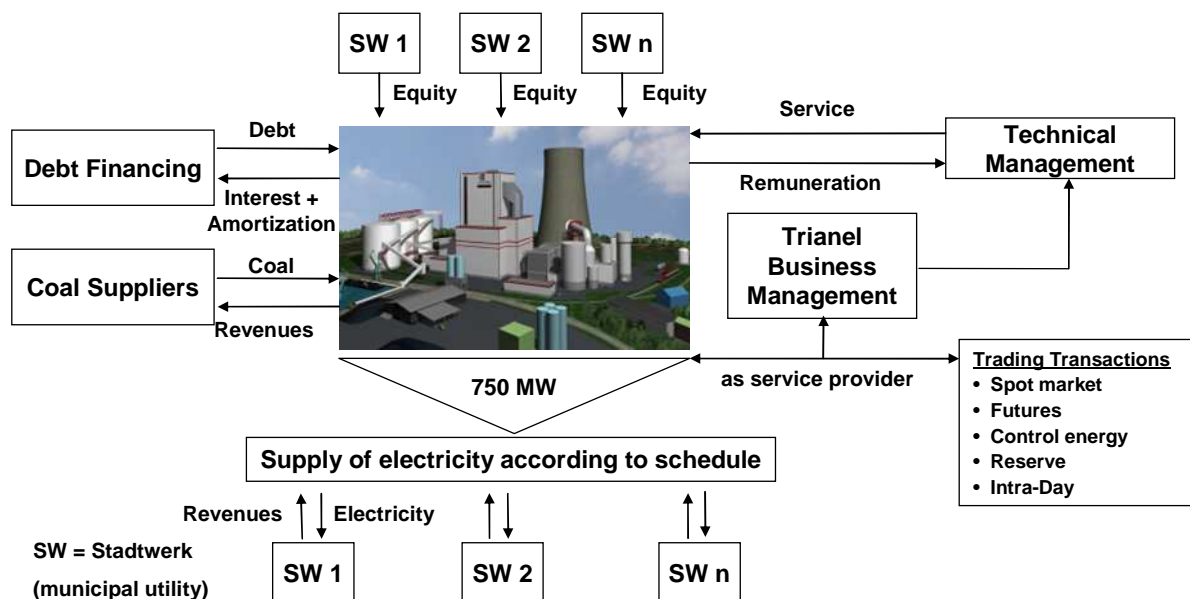 SW 1
SW 2
SW n
Equity
Equity
Equity
Debt
Debt Financing
Interest +
Amortization
Coal
Coal Suppliers
Revenues
Service
Technical
Management
Remuneration
Trianel
Business
Management
as service provider
Trading Transactions
• Spot market
• Futures
• Control energy
• Reserve
• Intra-Day
750 MW
Supply of electricity according to schedule
Revenues
Electricity
SW = Stadtwerk
(municipal utility)
SW 1
SW 2
SW n